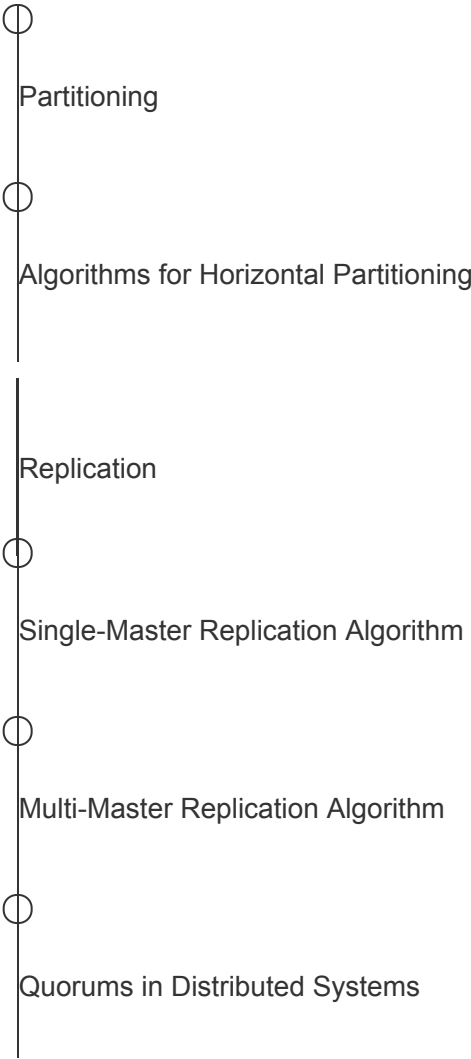 Partitioning
Algorithms for Horizontal Partitioning
Replication
Single-Master Replication Algorithm
Multi-Master Replication Algorithm
Quorums in Distributed Systems